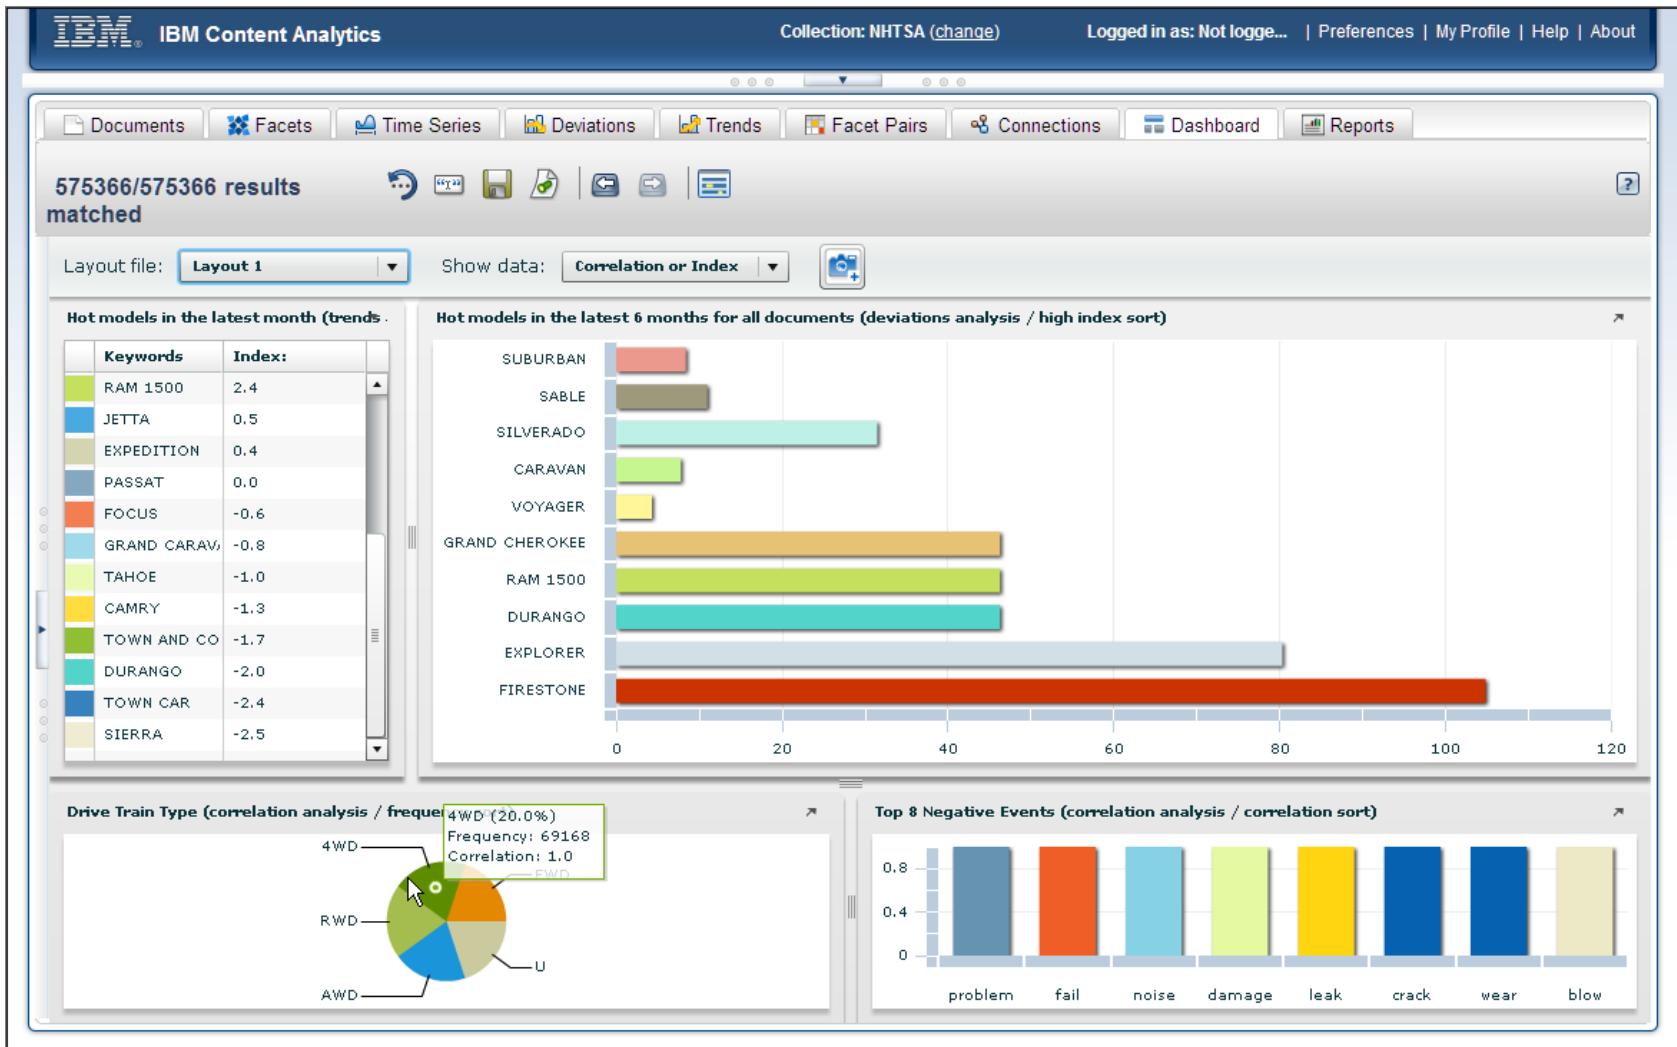 IBM® IBM Content Analytics
Collection: NHTSA (change)
Logged in as: Not logge... | Preferences | My Profile | Help | About
Documents Facets Time Series Deviations Trends Facet Pairs Connections Dashboard Reports
575366/575366 results
matched
Layout file: Layout 1
Show data: Correlation or Index
Hot models in the latest month (trends .
Keywords Index:
RAM 1500 2.4
JETTA 0.5
EXPEDITION 0.4
PASSAT 0.0
FOCUS -0.6
GRAND CARAV -0.8
TAHOE -1.0
CAMRY -1.3
TOWN AND CO -1.7
DURANGO -2.0
TOWN CAR -2.4
SIERRA -2.5
Hot models in the latest 6 months for all documents (deviations analysis / high index sort)
SUBURBAN
SABLE
SILVERADO
CARAVAN
VOYAGER
GRAND CHEROKEE
RAM 1500
DURANGO
EXPLORER
FIRESTONE
0 20 40 60 80 100 120
Drive Train Type (correlation analysis / freque
4WD (20.0%)
Frequency: 69168
Correlation: 1.0
4WD
FWD
RWD
U
AWD
Top 8 Negative Events (correlation analysis / correlation sort)
0.8
0.4
0
problem fail noise damage leak crack wear blow